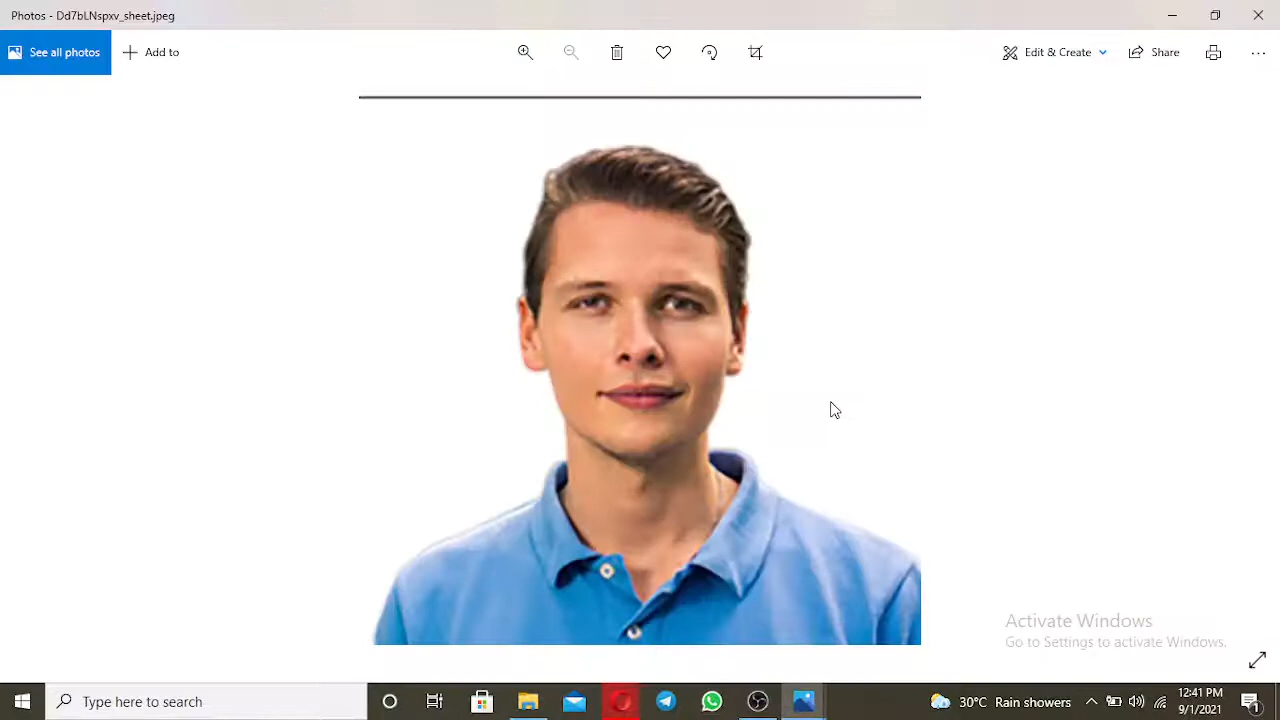 Photos - Dd7bLNspxv_sheet.jpeg
See all photos
Add to
Edit & Create
Share
Activate Windows
Go to Settings to activate Windows.
Type here to search
30°C Rain showers
12:41 PM
9/1/2021
1